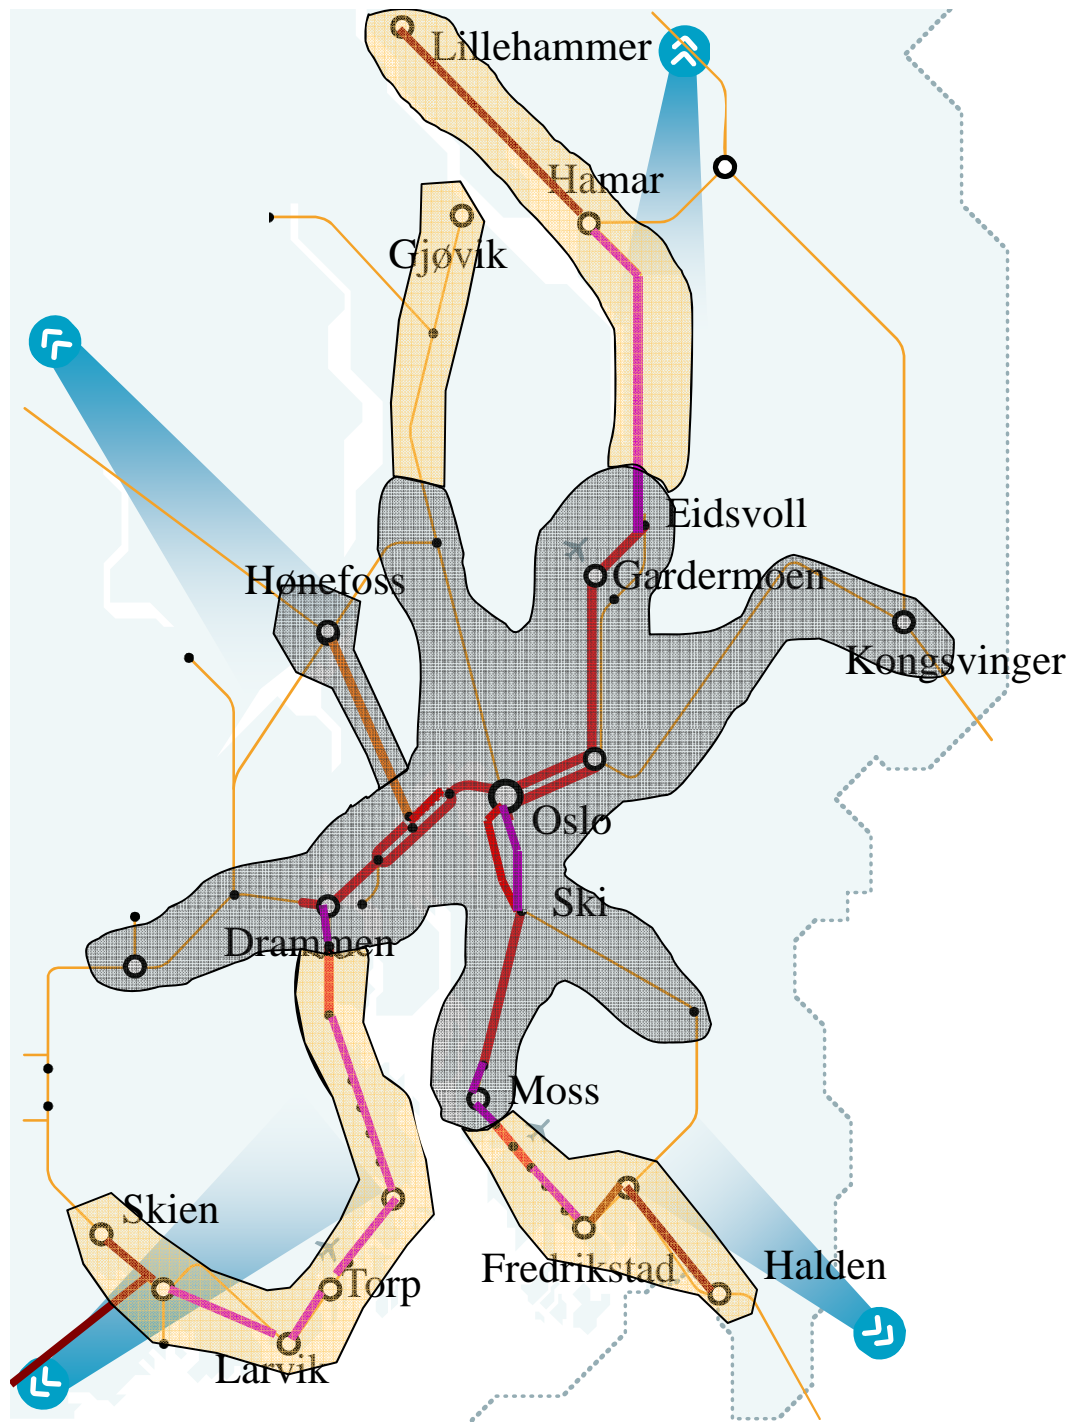 Lillehammer
Hamar
Gjøvik
Eidsvoll
Hønefoss
Gardermoen
Kongsvinger
Oslo
Ski
Drammen
Moss
Skien
Fredrikstad
Halden
Torp
Larvik